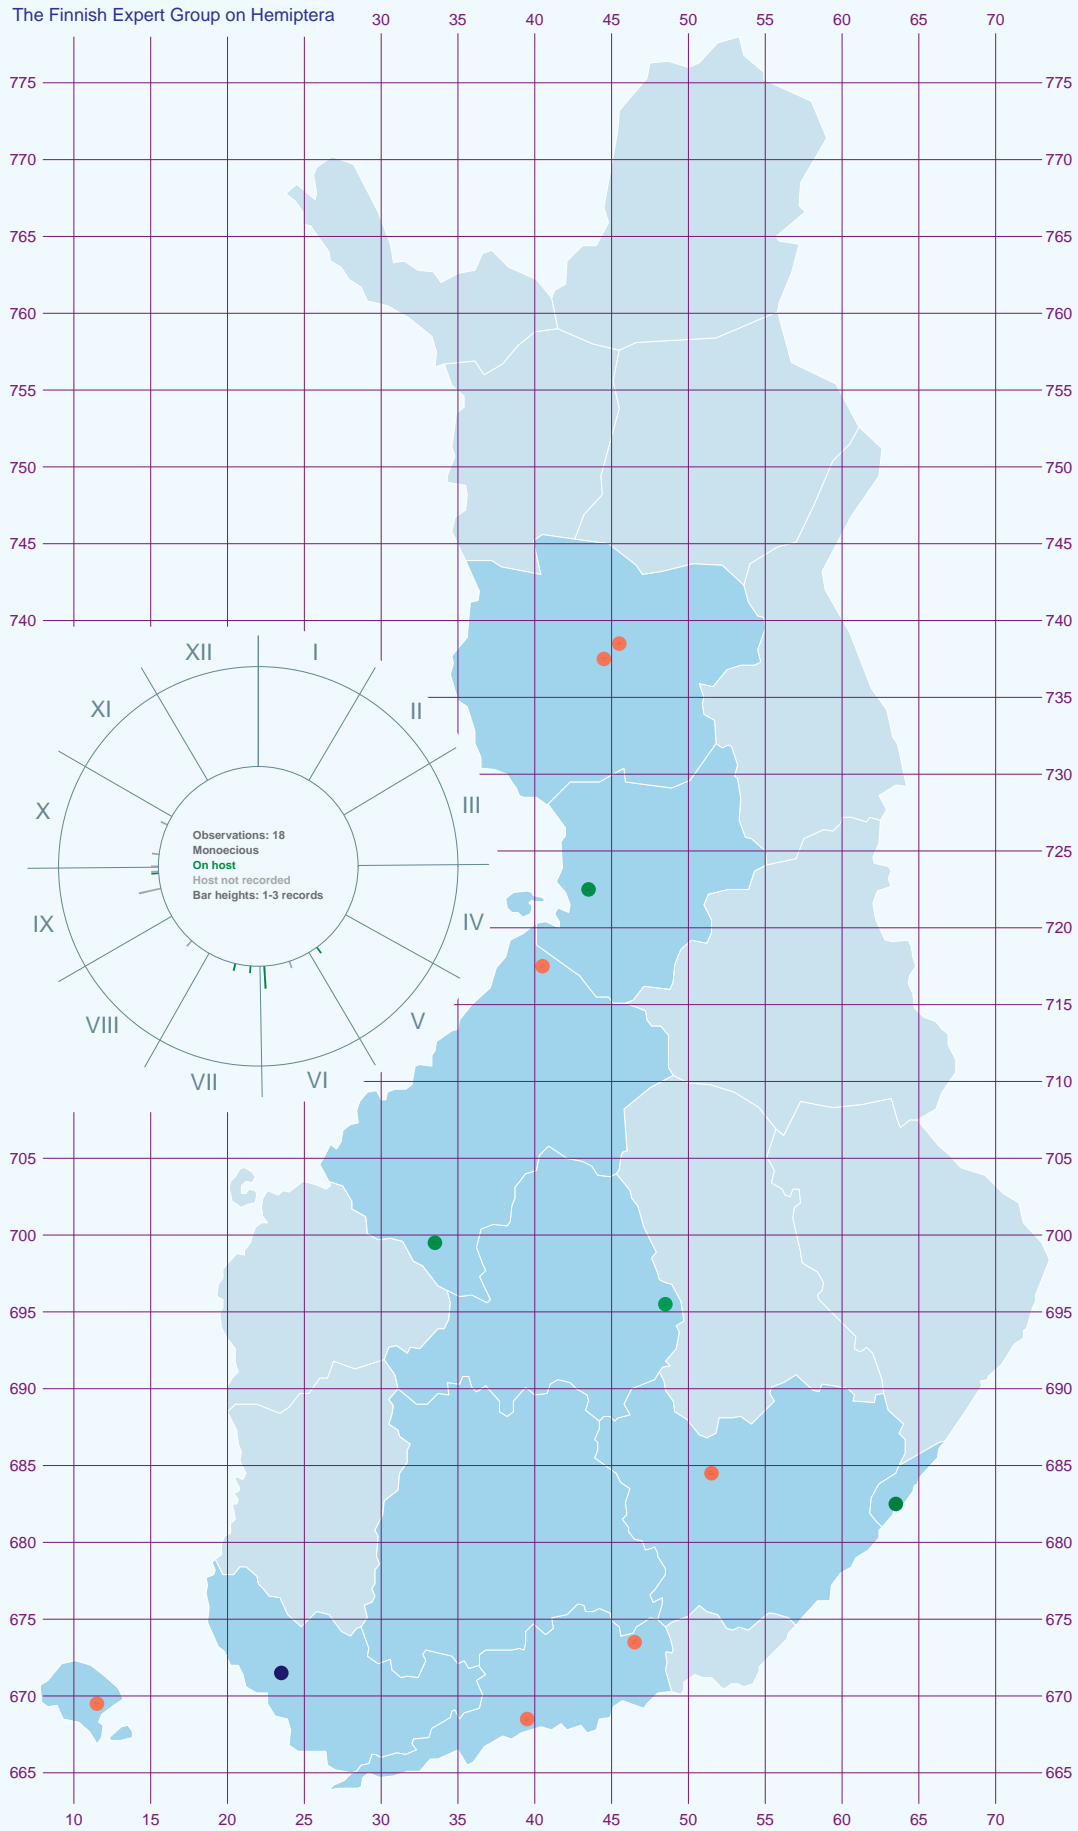 The Finnish Expert Group on Hemiptera
30 40 35 45 50 55 60 65 70
775 775
770 770
765 765
760 760
755 755
750 750
745 745
740 740
XII I
735
XI II
730
X III
Observations: 18
Monoecious
On host
Host not recorded
Bar heights: 1-3 records
725 725
IX IV 720 720
715 715
VIII V
VII VI
710 710
705 705
700 700
695 695
690 690
685 685
680 680
675 675
670 670
665 665
10 15 20 25 30 35 40 45 50 55 60 65 70